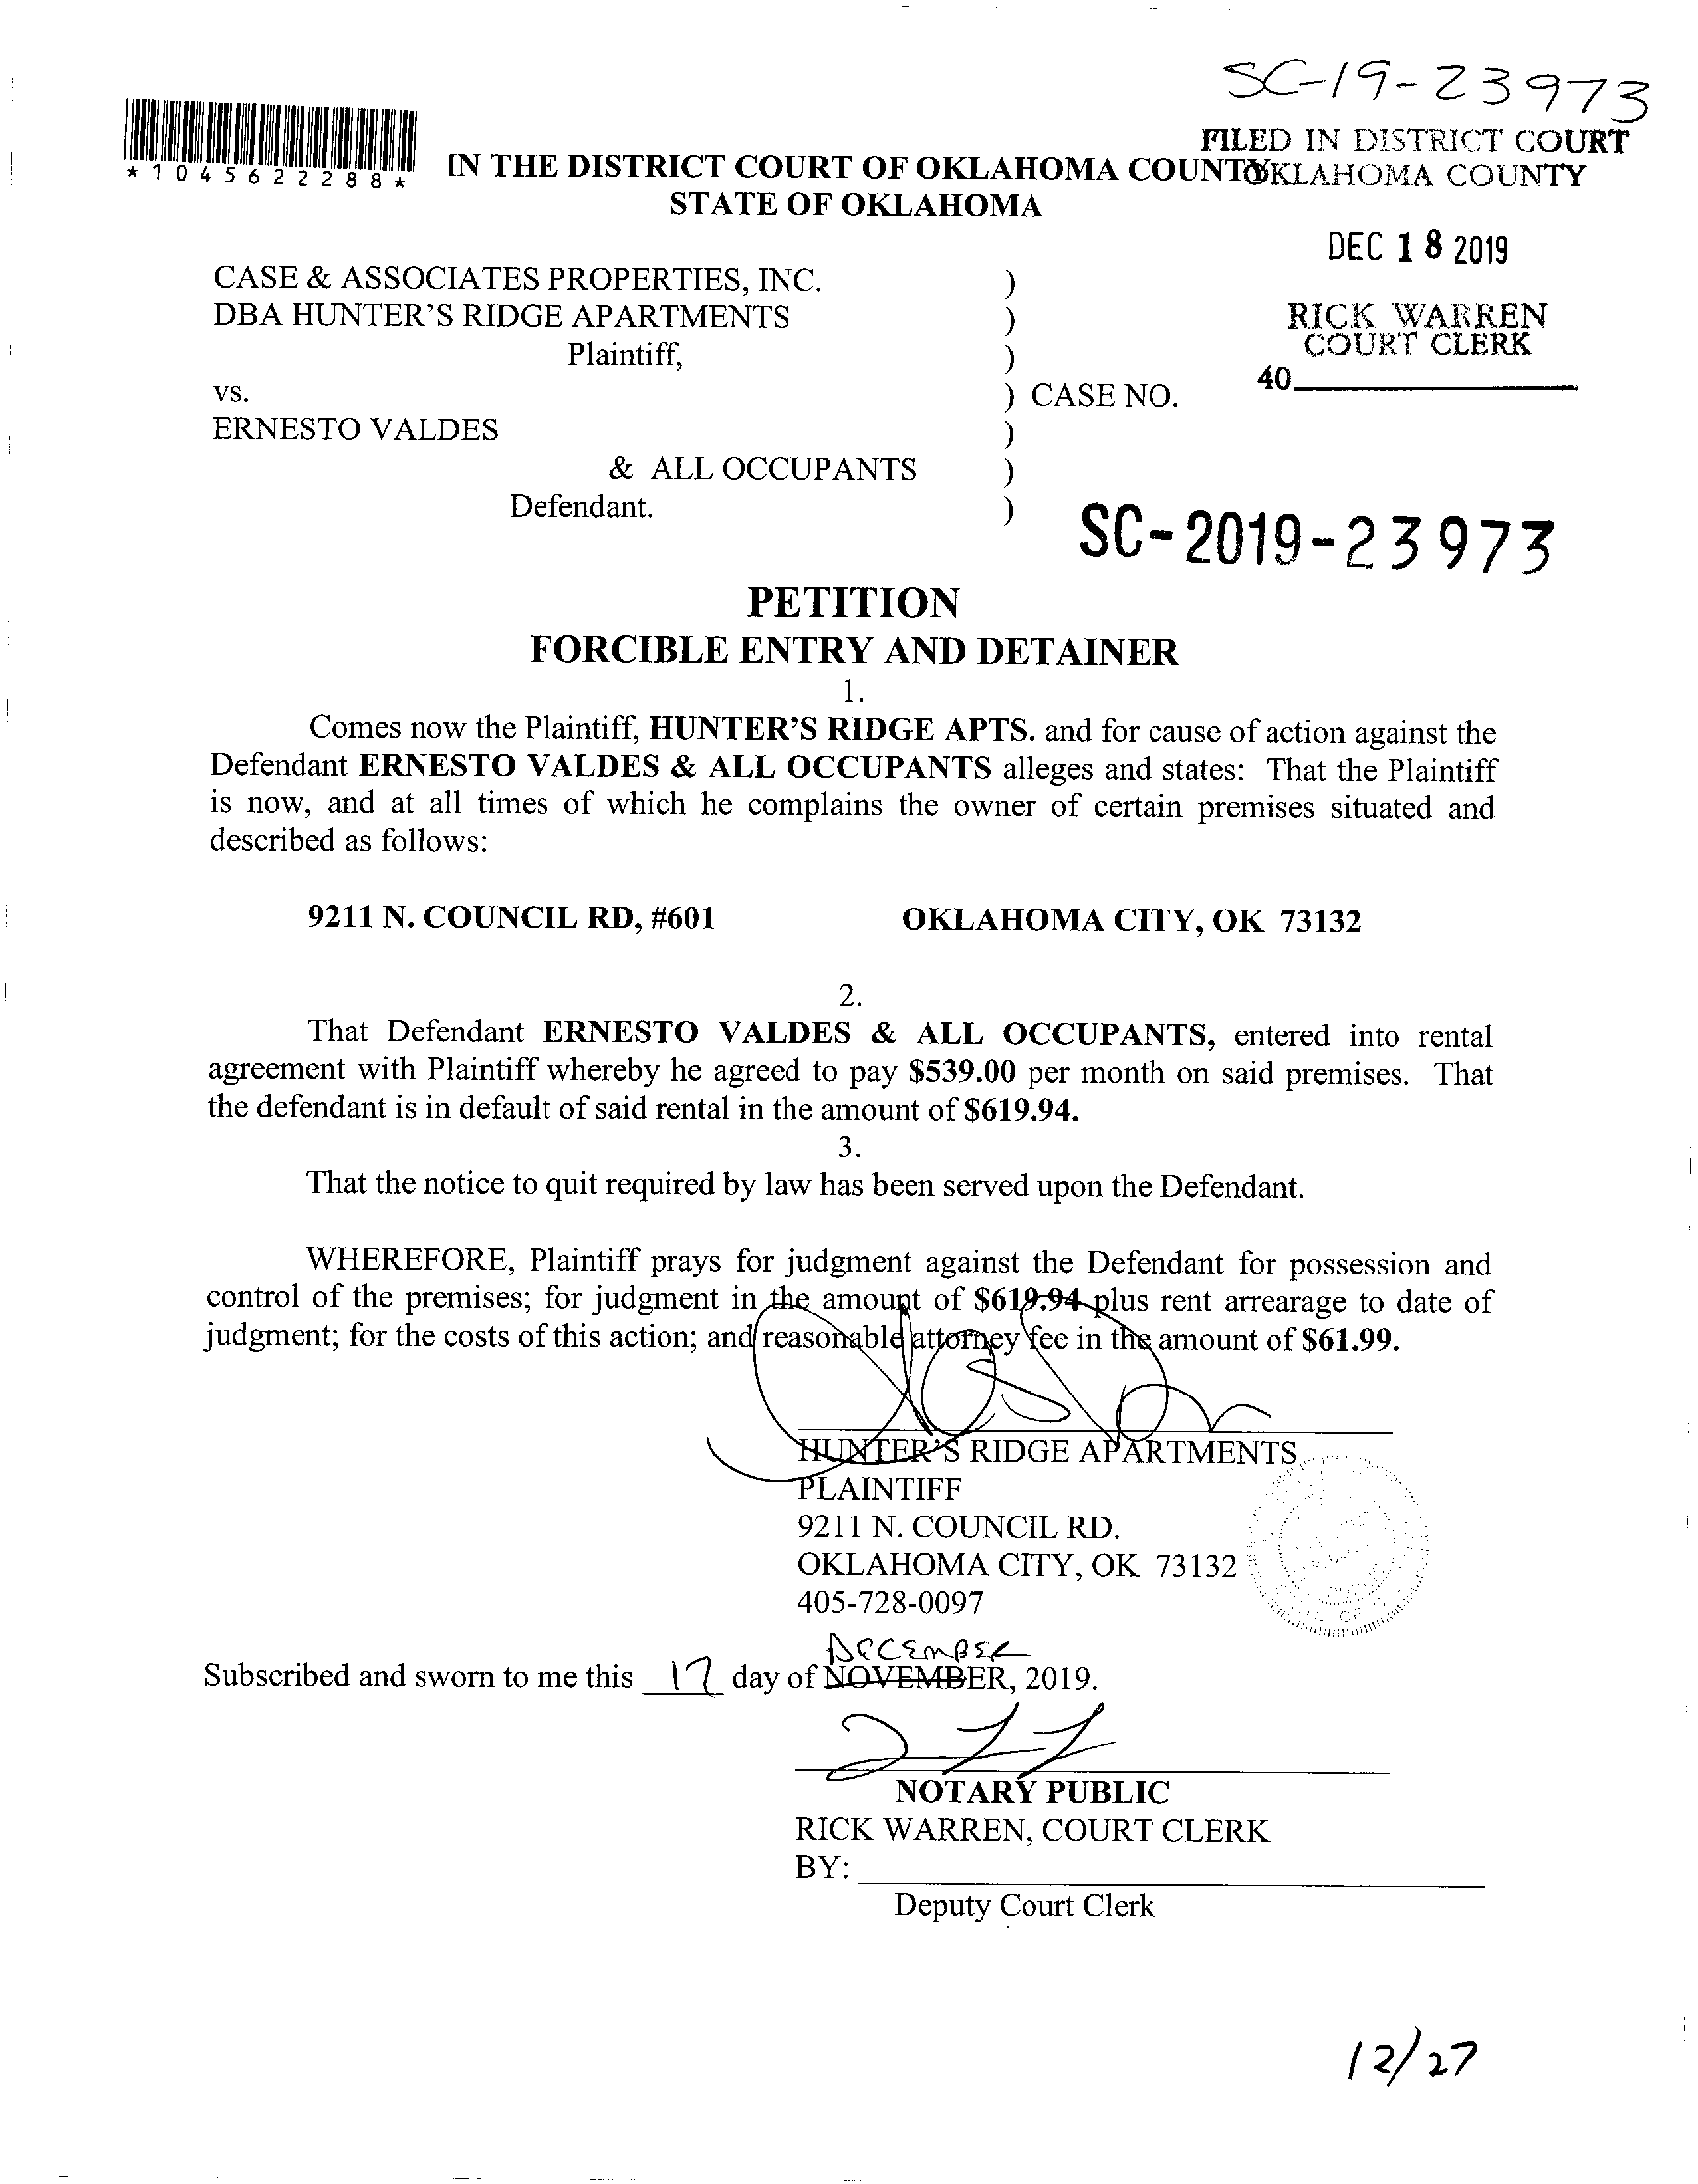 SC-19-23973
FILED IN DISTRICT COURT
OKLAHOMA COUNTY
*1045622288*
IN THE DISTRICT COURT OF OKLAHOMA COUNTY
STATE OF OKLAHOMA
DEC 18 2019
CASE & ASSOCIATES PROPERTIES, INC. )
DBA HUNTER'S RIDGE APARTMENTS )
RICK WARREN
COURT CLERK
Plaintiff, )
40
vs. ) CASE NO.
ERNESTO VALDES )
& ALL OCCUPANTS )
Defendant. )
SC-2019-23973
PETITION
FORCIBLE ENTRY AND DETAINER
1.
Comes now the Plaintiff, HUNTER'S RIDGE APTS. and for cause of action against the
Defendant ERNESTO VALDES & ALL OCCUPANTS alleges and states: That the Plaintiff
is now, and at all times of which he complains the owner of certain premises situated and
described as follows:
9211 N. COUNCIL RD, #601 OKLAHOMA CITY, OK 73132
2.
That Defendant ERNESTO VALDES & ALL OCCUPANTS, entered into rental
agreement with Plaintiff whereby he agreed to pay $539.00 per month on said premises. That
the defendant is in default of said rental in the amount of $619.94.
3.
That the notice to quit required by law has been served upon the Defendant.
WHEREFORE, Plaintiff prays for judgment against the Defendant for possession and
control of the premises; for judgment in the amount of $619.94 plus rent arrearage to date of
judgment; for the costs of this action; and reasonable attorney fee in the amount of $61.99.
HUNTER'S RIDGE APARTMENTS
PLAINTIFF
9211 N. COUNCIL RD.
OKLAHOMA CITY, OK 73132
405-728-0097
DECEMBER
Subscribed and sworn to me this 17 day of NOVEMBER, 2019.
NOTARY PUBLIC
RICK WARREN, COURT CLERK
BY:
Deputy Court Clerk
12/27